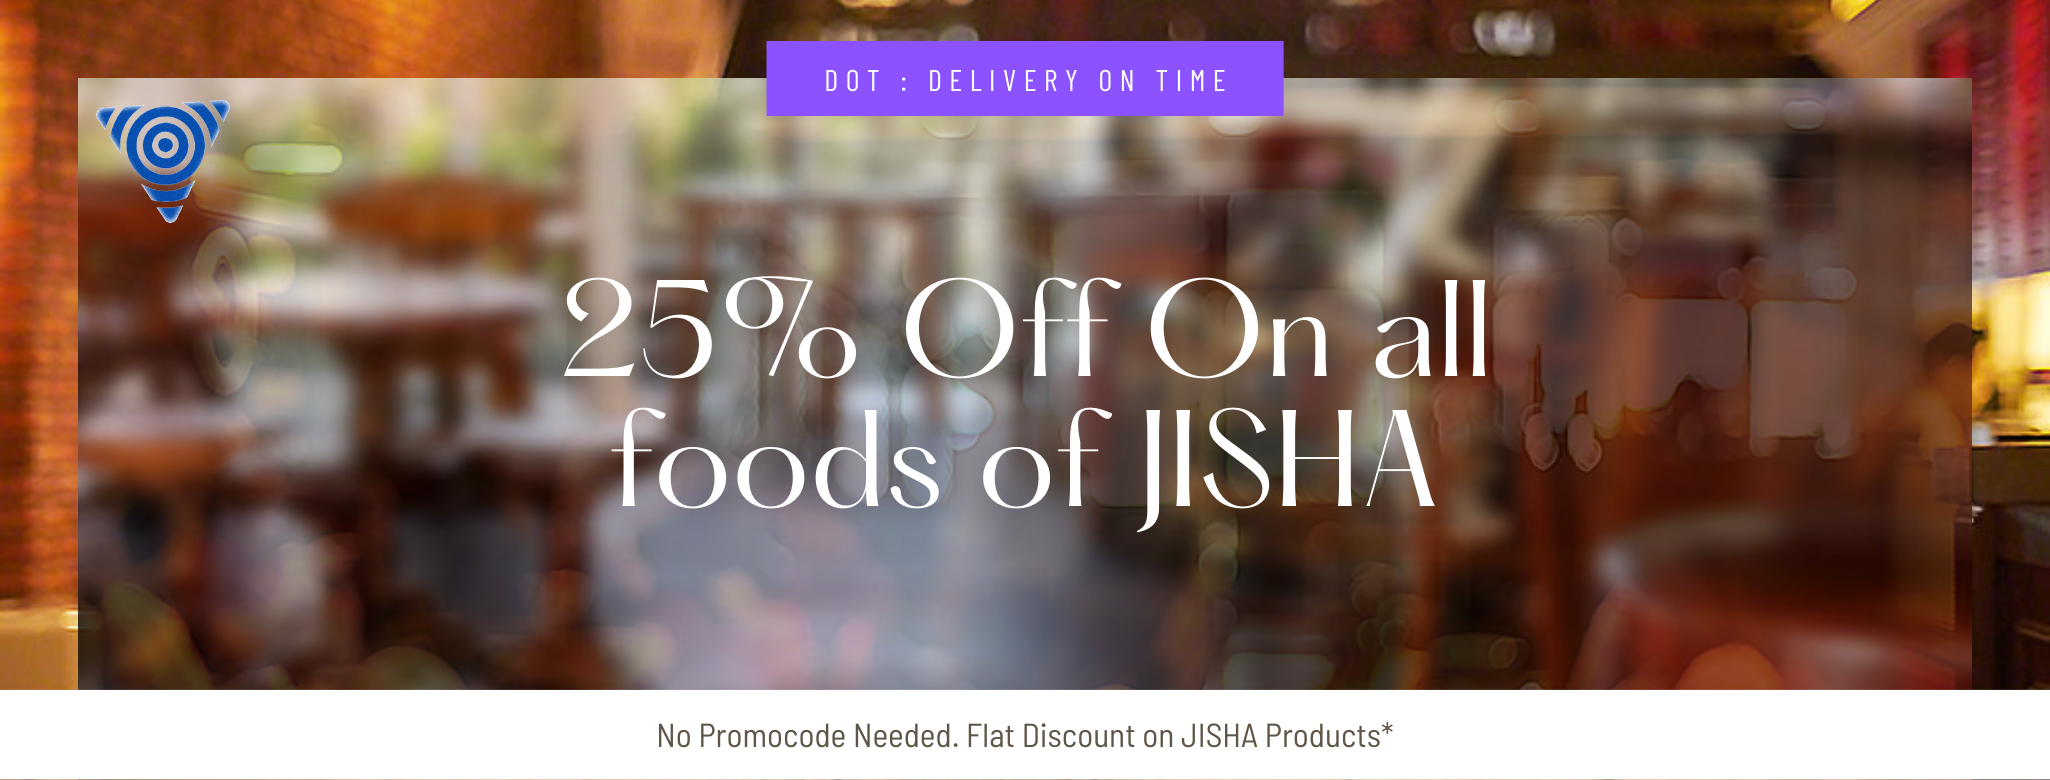 DOT : DELIVERY ON TIME
25% Off On all
foods of JISHA
No Promocode Needed. Flat Discount on JISHA Products*